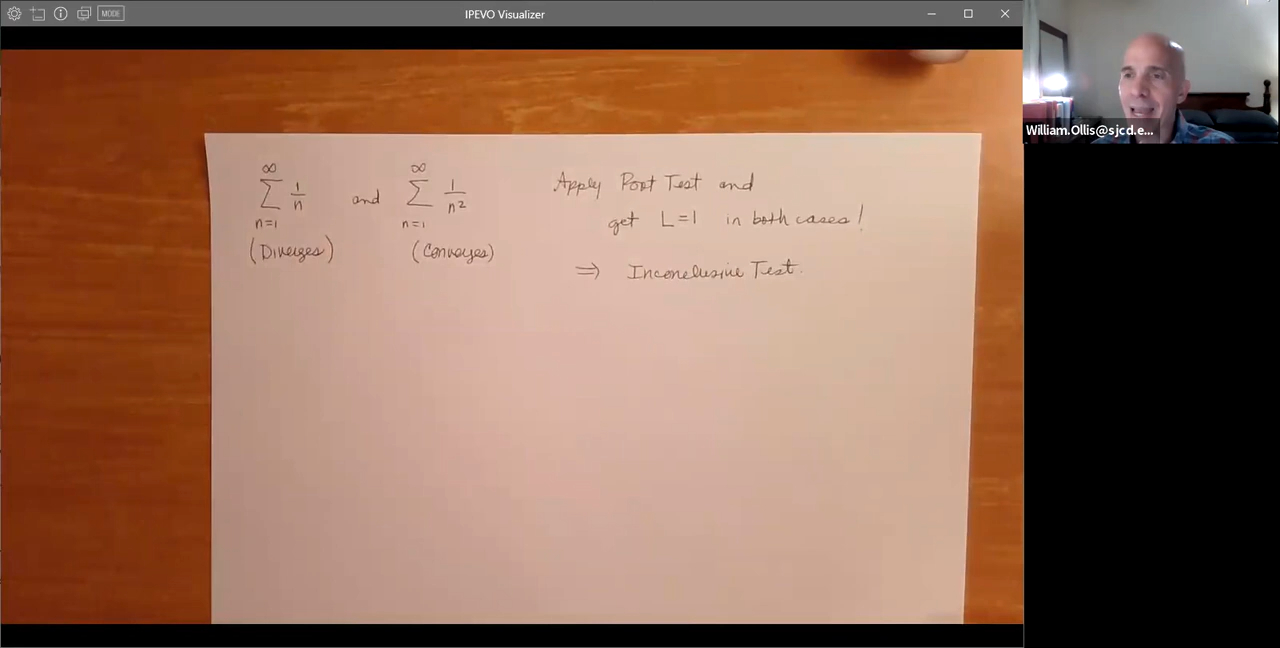 MODE
IPEVO Visualizer
William.Ollis@sjcd.e...
∞ ∑ n=1 1/n and ∞ ∑ n=1 1/n²
(Diverges) (Converges)
Apply Root Test and
get L=1 in both cases!
⇒ Inconclusive Test.